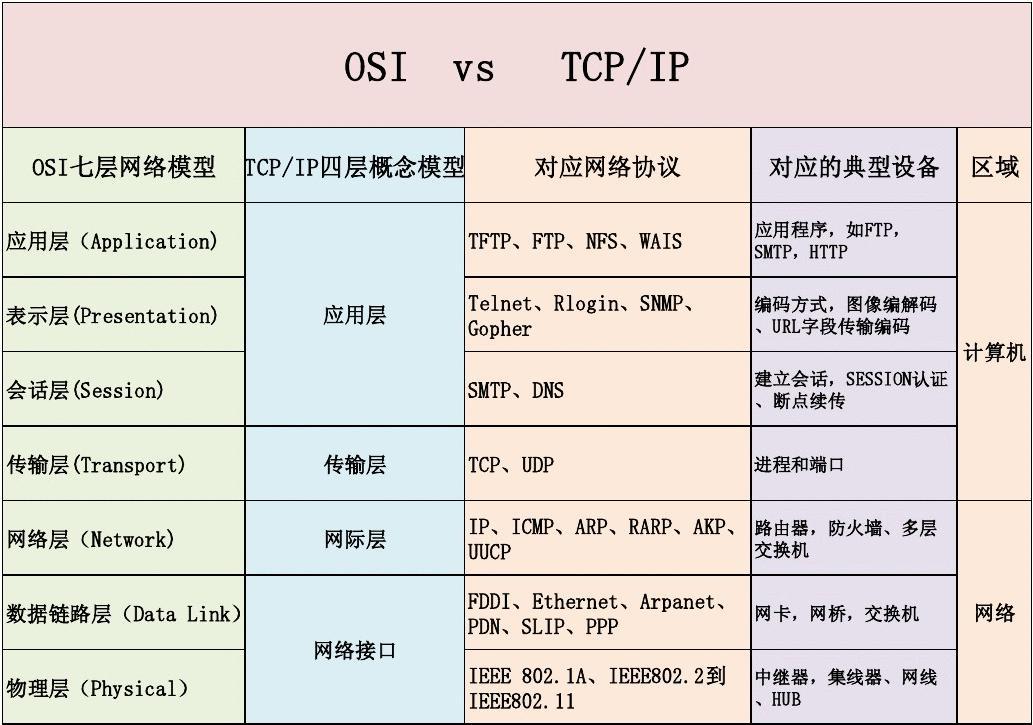 OSI vs TCP/IP
OSI七层网络模型
TCP/IP四层概念模型
对应网络协议
对应的典型设备
区域
应用层（Application)
应用层
TFTP、FTP、NFS、WAIS
应用程序，如FTP，
SMTP，HTTP
计算机
表示层(Presentation)
Telnet、Rlogin、SNMP、
Gopher
编码方式，图像编解码
、URL字段传输编码
会话层(Session)
SMTP、DNS
建立会话，SESSION认证
、断点续传
传输层(Transport)
传输层
TCP、UDP
进程和端口
网络层（Network)
网际层
IP、ICMP、ARP、RARP、AKP、
UUCP
路由器，防火墙、多层
交换机
网络
数据链路层（Data Link）
网络接口
FDDI、Ethernet、Arpanet、
PDN、SLIP、PPP
网卡，网桥，交换机
物理层（Physical）
IEEE 802.1A、IEEE802.2到
IEEE802.11
中继器，集线器、网线
、HUB